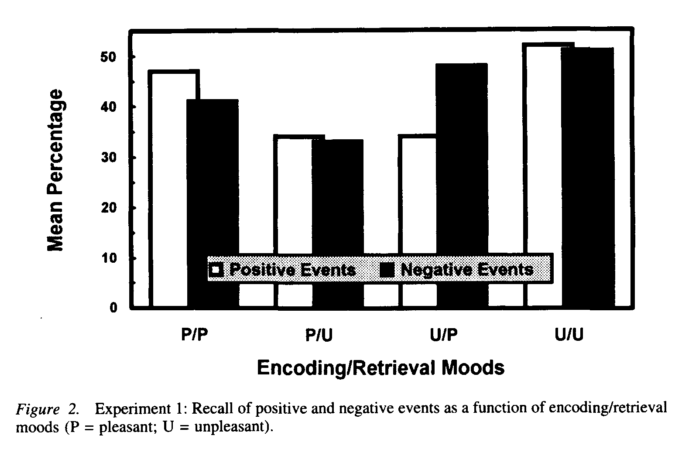 50
40
30
20
10
0
Mean Percentage
Positive Events Negative Events
P/P P/U U/P U/U
Encoding/Retrieval Moods
Figure 2. Experiment 1: Recall of positive and negative events as a function of encoding/retrieval
moods (P = pleasant; U = unpleasant).